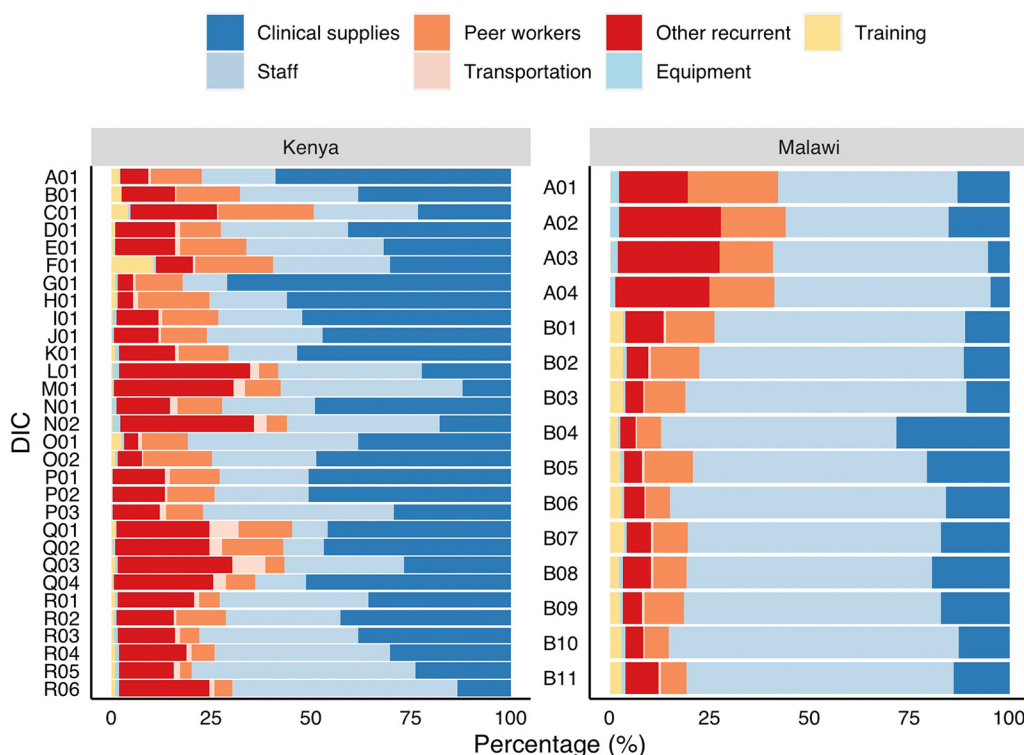 Clinical supplies Peer workers Other recurrent Training
Staff Transportation Equipment
Kenya Malawi
DIC
A01
B01
C01
D01
E01
F01
G01
H01
I01
J01
K01
L01
M01
N01
N02
O01
O02
P01
P02
P03
Q01
Q02
Q03
Q04
R01
R02
R03
R04
R05
R06
0 25 50 75 100
A01
A02
A03
A04
B01
B02
B03
B04
B05
B06
B07
B08
B09
B10
B11
0 25 50 75 100
Percentage (%)